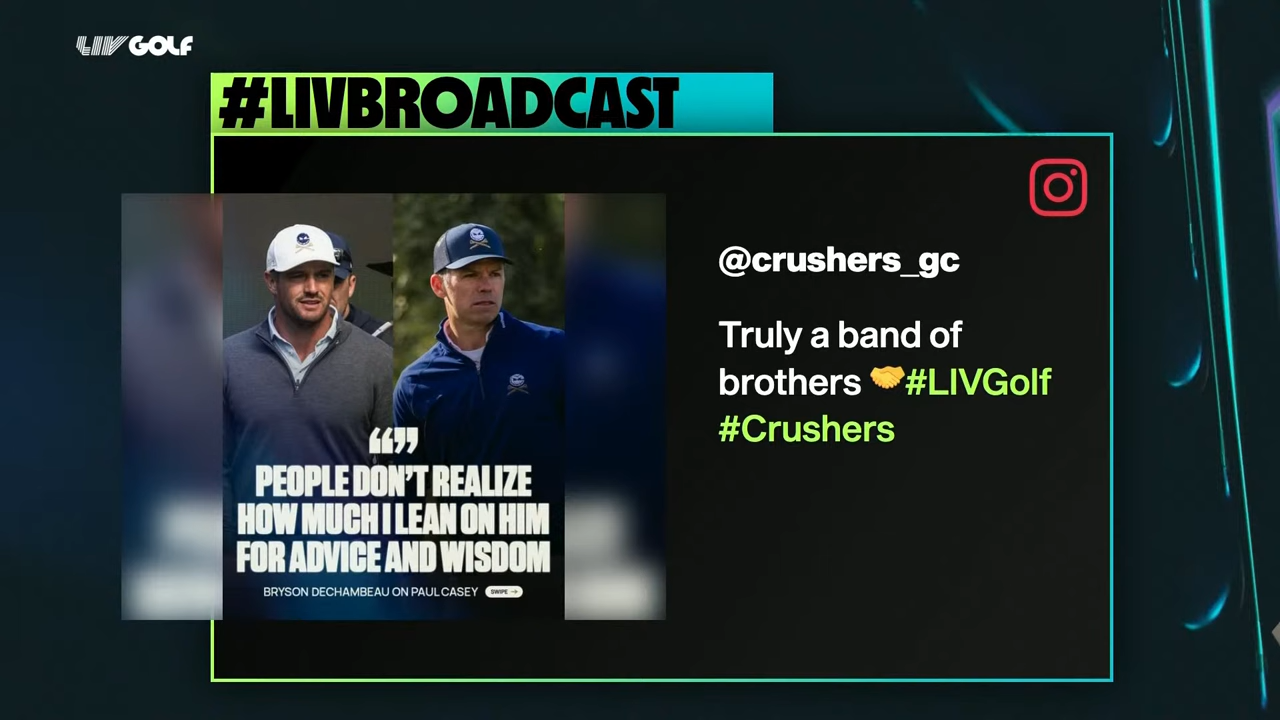 LIV GOLF
#LIVBROADCAST
@crushers_gc
Truly a band of
brothers 🤝#LIVGolf
#Crushers
“”
PEOPLE DON’T REALIZE
HOW MUCH I LEAN ON HIM
FOR ADVICE AND WISDOM
BRYSON DECHAMBEAU ON PAUL CASEY SWIPE →